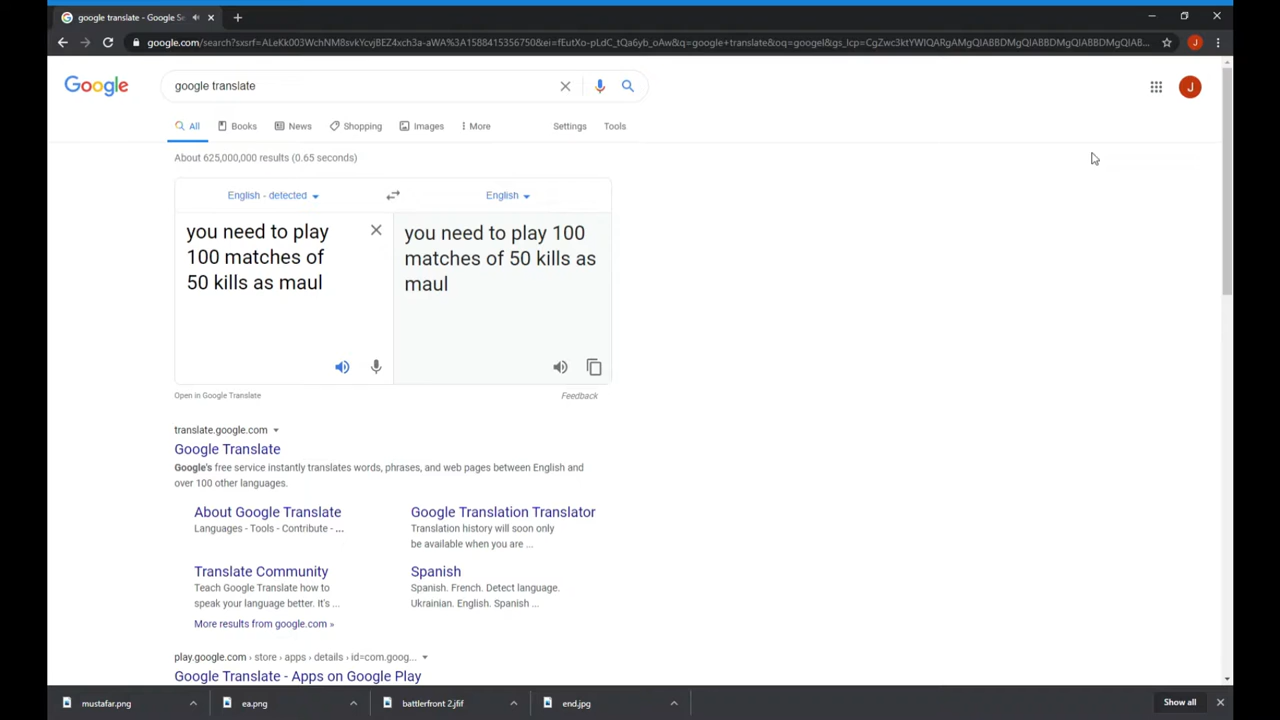 google translate - Google Se
google.com/search?sxsrf=ALeKk003WchNM8svkYcvjBEZ4xch3a-aWA%3A1588415356750&ei=fEutXo-pLdC_tQa6yb_oAw&q=google+translate&oq=googel&gs_lcp=CgZwc3ktYWIQARgAMgQIABBDMgQIABBDMgQIABBDMgQIABBDMgQIAB...
J
Google
google translate
J
All Books News Shopping Images More Settings Tools
About 625,000,000 results (0.65 seconds)
English - detected English
you need to play
100 matches of
50 kills as maul
you need to play 100
matches of 50 kills as
maul
Open in Google Translate Feedback
translate.google.com
Google Translate
Google's free service instantly translates words, phrases, and web pages between English and
over 100 other languages.
About Google Translate
Languages - Tools - Contribute - ...
Google Translation Translator
Translation history will soon only
be available when you are ...
Translate Community
Teach Google Translate how to
speak your language better. It's ...
Spanish
Spanish. French. Detect language.
Ukrainian. English. Spanish ...
More results from google.com »
play.google.com › store › apps › details › id=com.goog...
Google Translate - Apps on Google Play
mustafar.png ea.png battlefront 2.jfif end.jpg Show all